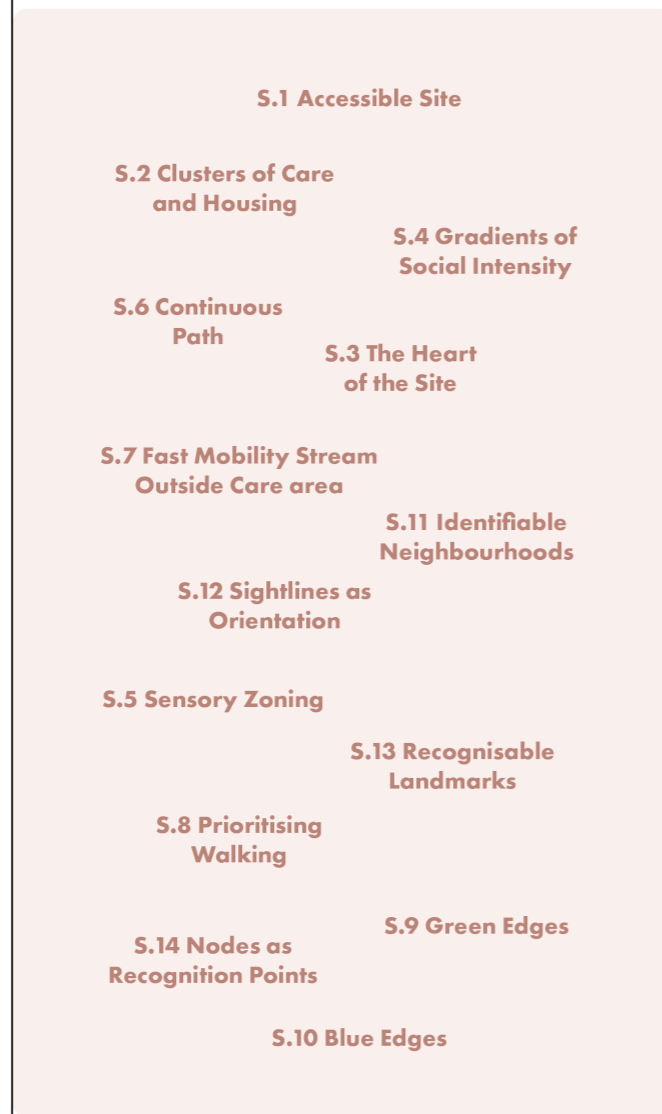 S.1 Accessible Site
S.2 Clusters of Care
and Housing
S.4 Gradients of
Social Intensity
S.6 Continuous
Path
S.3 The Heart
of the Site
S.7 Fast Mobility Stream
Outside Care area
S.11 Identifiable
Neighbourhoods
S.12 Sightlines as
Orientation
S.5 Sensory Zoning
S.13 Recognisable
Landmarks
S.8 Prioritising
Walking
S.9 Green Edges
S.14 Nodes as
Recognition Points
S.10 Blue Edges